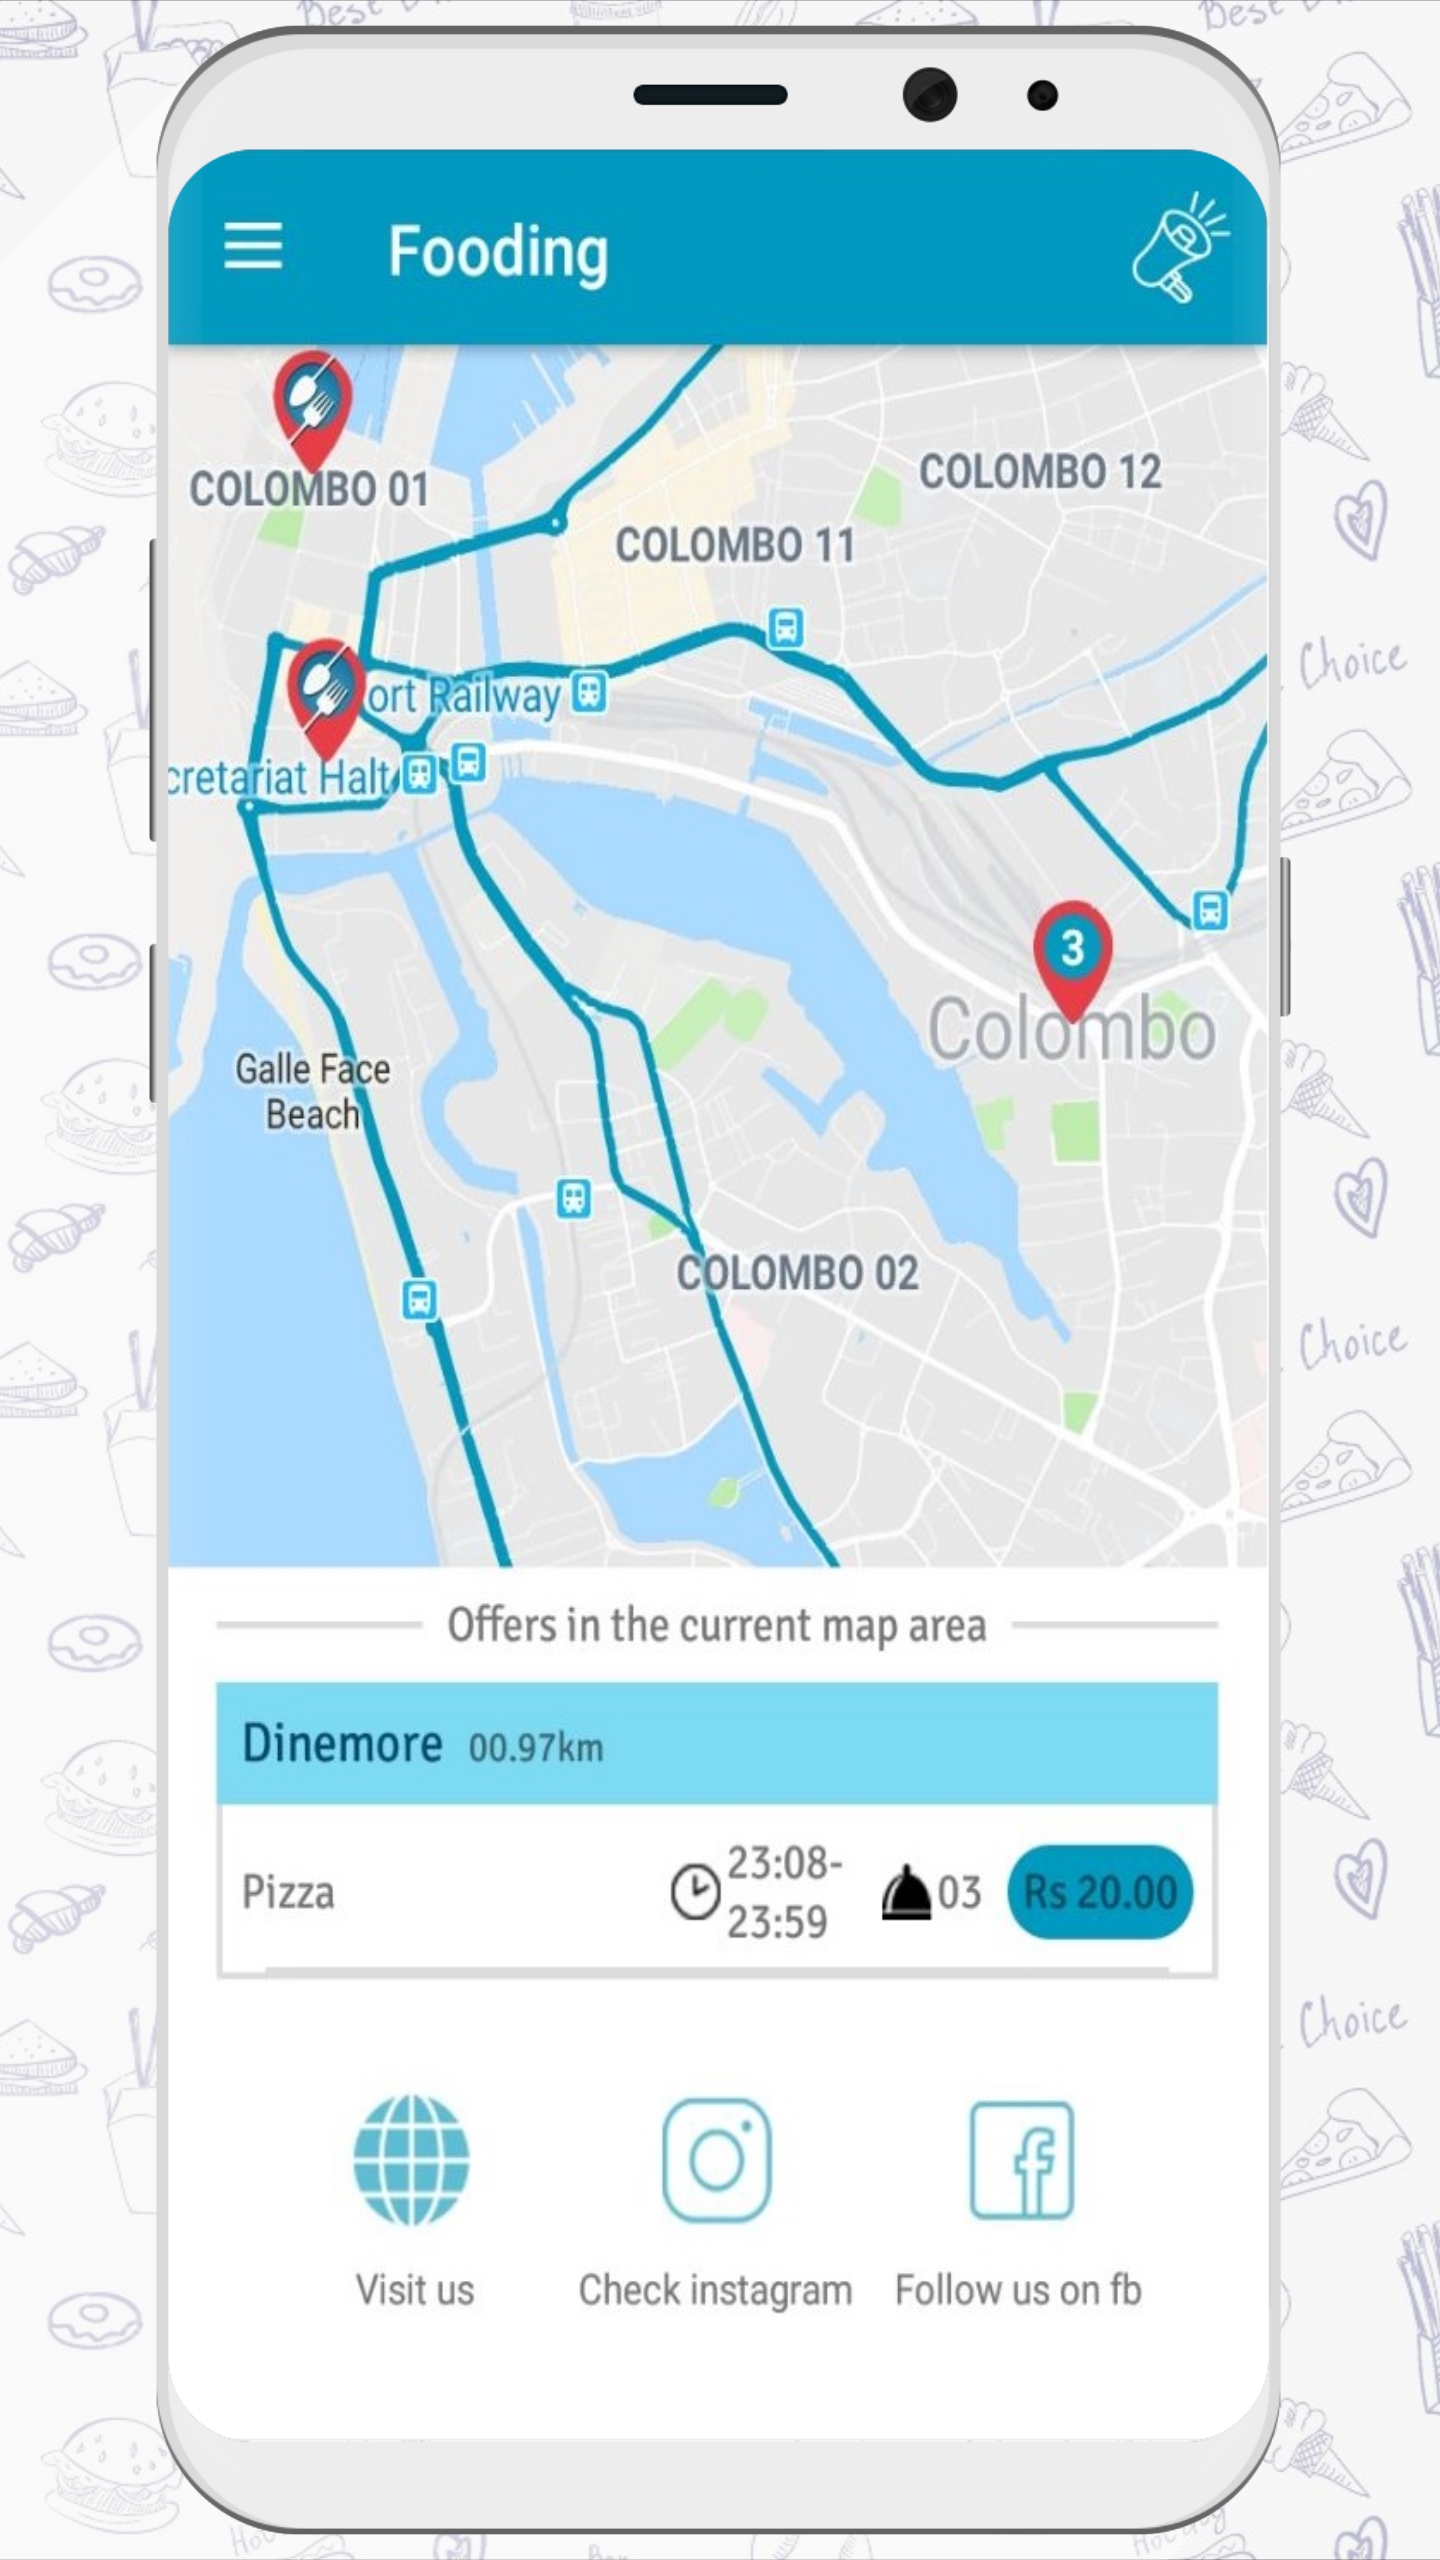 Best
Best
Fooding
COLOMBO 01
COLOMBO 12
COLOMBO 11
Choice
ort Railway
cretariat Halt
3
Colombo
Galle Face
Beach
COLOMBO 02
Choice
Offers in the current map area
Dinemore 00.97km
Pizza
23:08-
23:59
03
Rs 20.00
Choice
Visit us
Check instagram
Follow us on fb